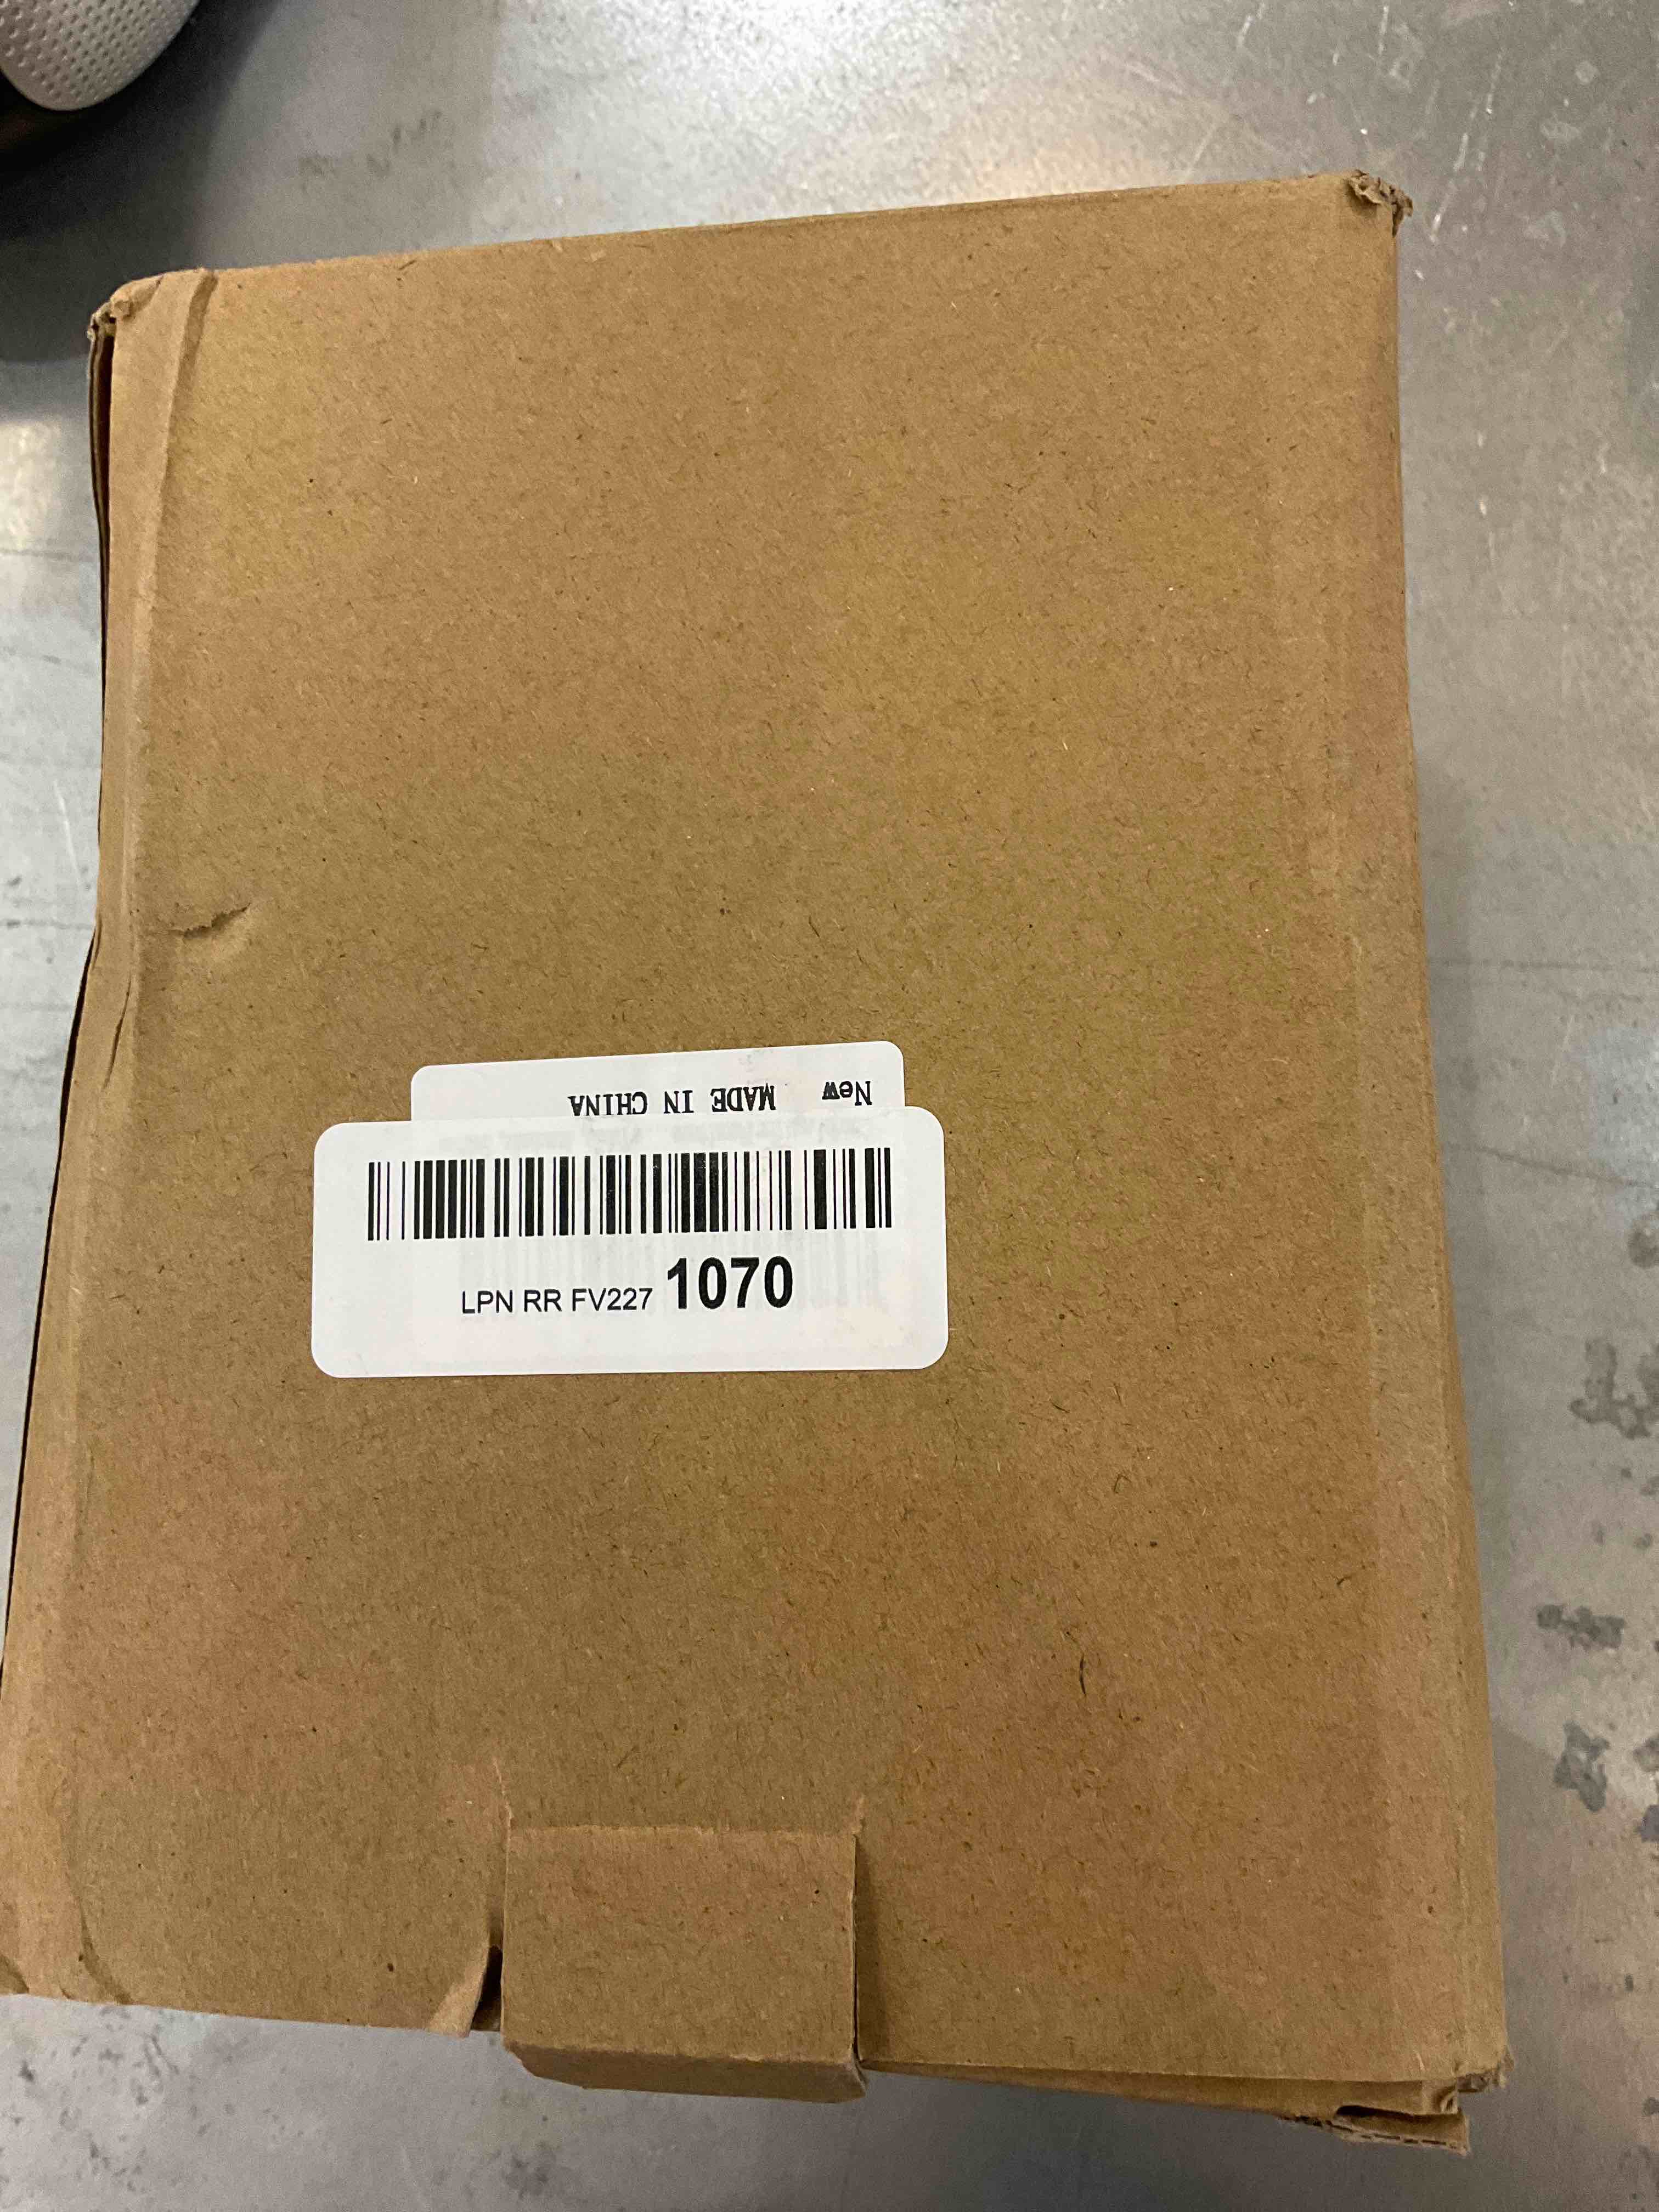 New MADE IN CHINA
LPN RR FV227 1070